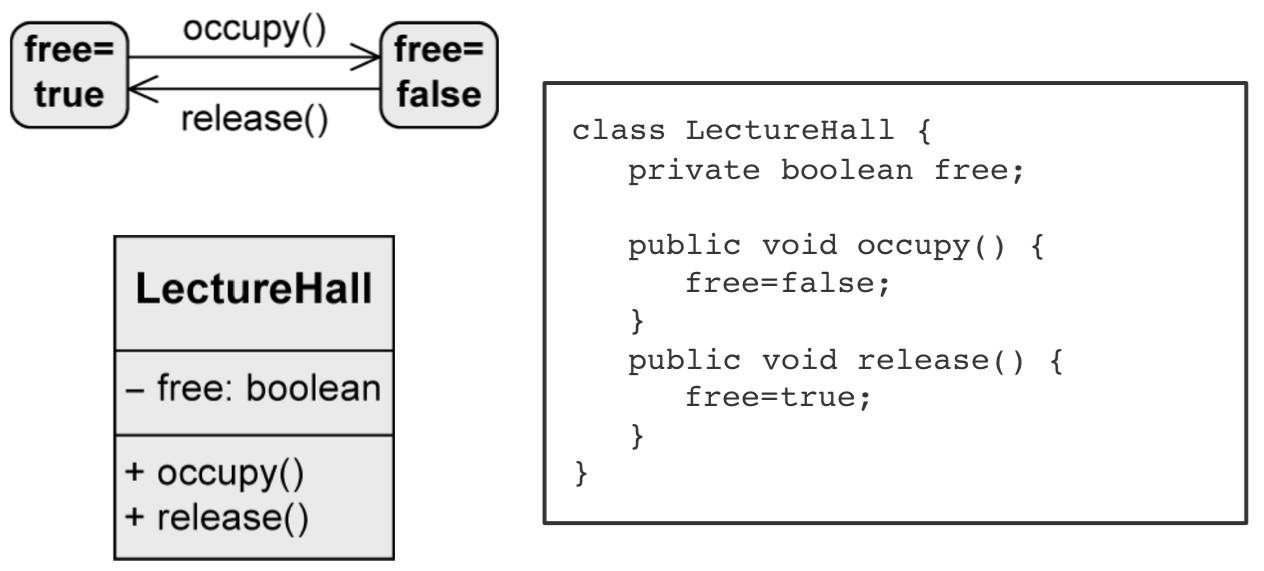 occupy()
free=
true
free=
false
release()
LectureHall
– free: boolean
+ occupy()
+ release()
class LectureHall {
private boolean free;
public void occupy() {
free=false;
}
public void release() {
free=true;
}
}